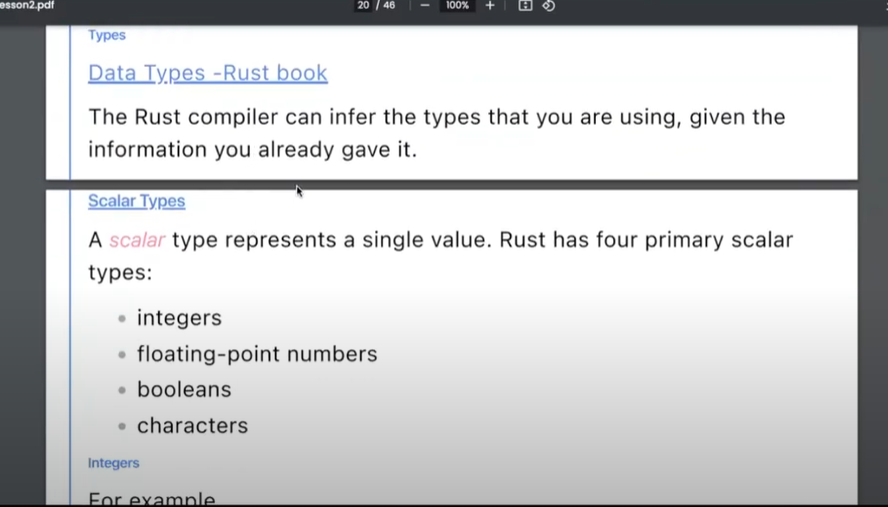 esson2.pdf
20 / 46 — 100% +
Types
Data Types -Rust book
The Rust compiler can infer the types that you are using, given the
information you already gave it.
Scalar Types
A scalar type represents a single value. Rust has four primary scalar
types:
• integers
• floating-point numbers
• booleans
• characters
Integers
For example